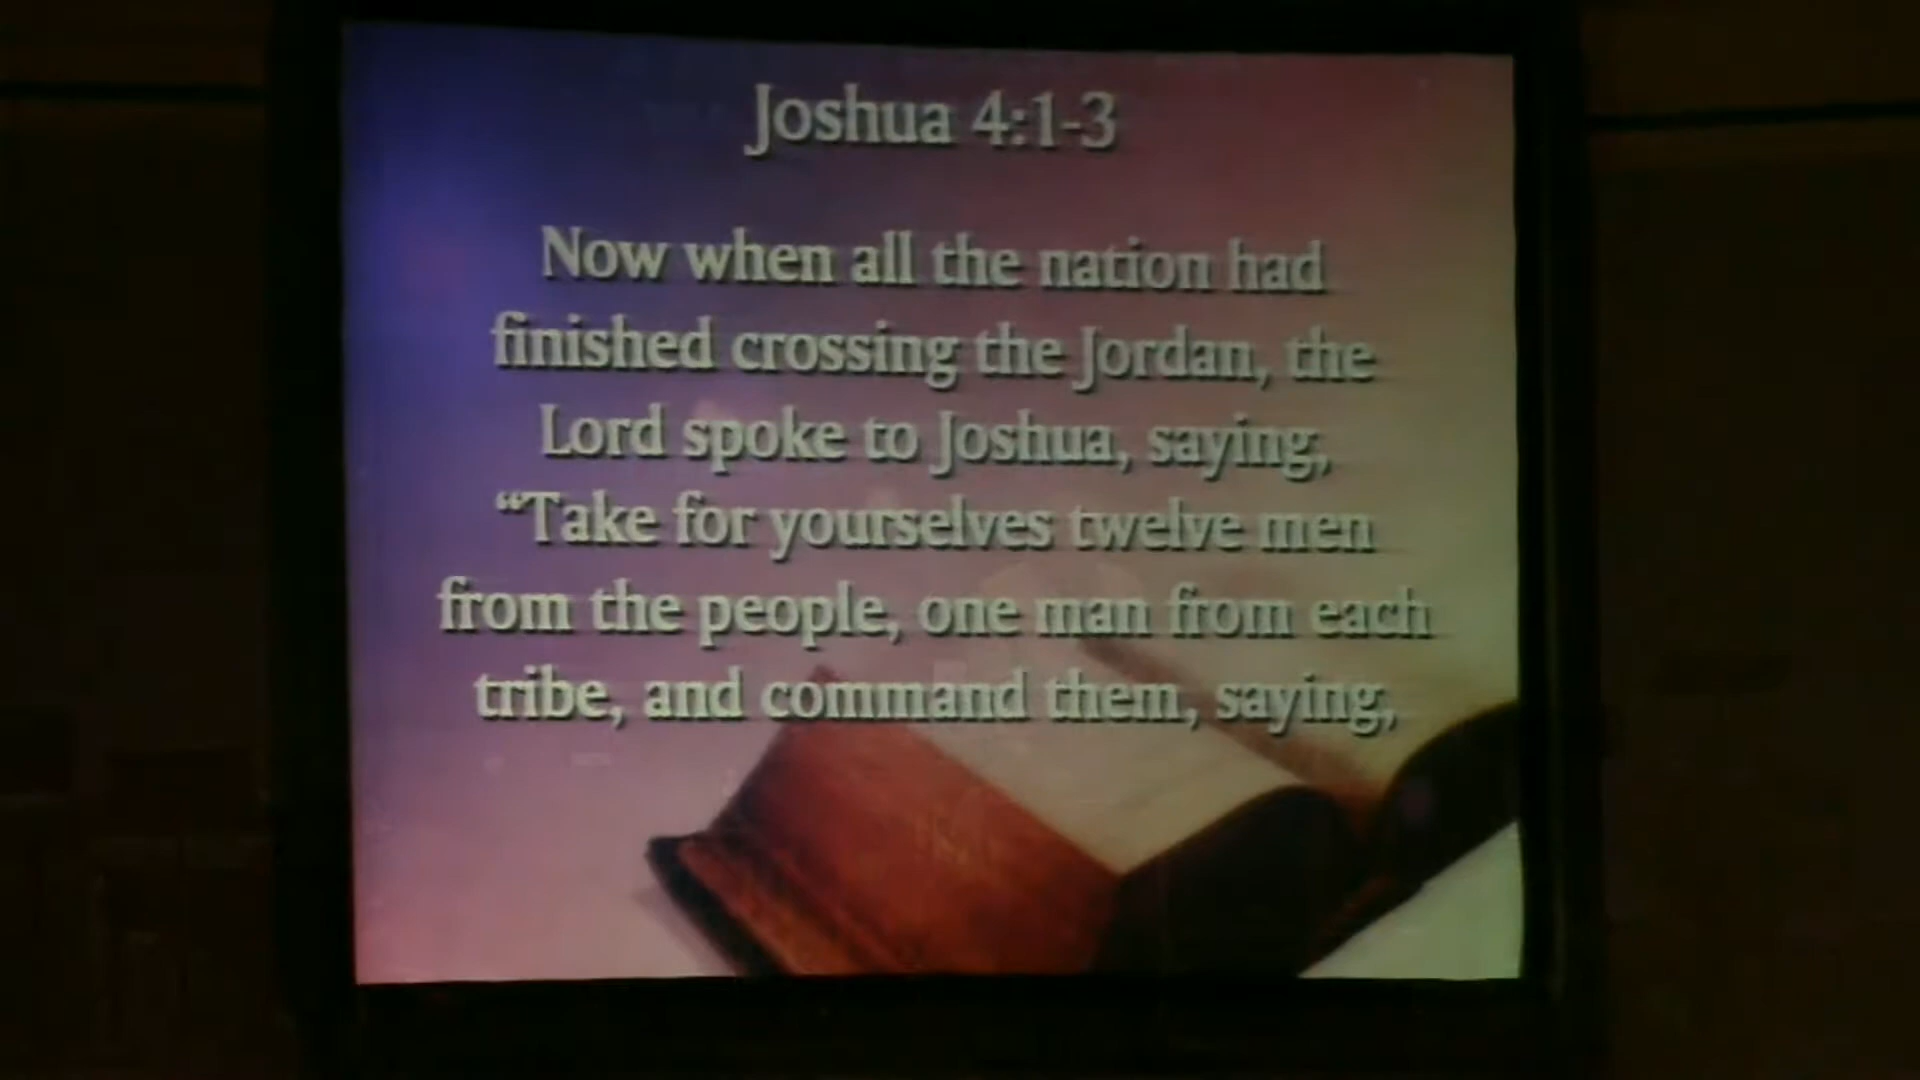 Joshua 4:1-3
Now when all the nation had
finished crossing the Jordan, the
Lord spoke to Joshua, saying,
“Take for yourselves twelve men
from the people, one man from each
tribe, and command them, saying,